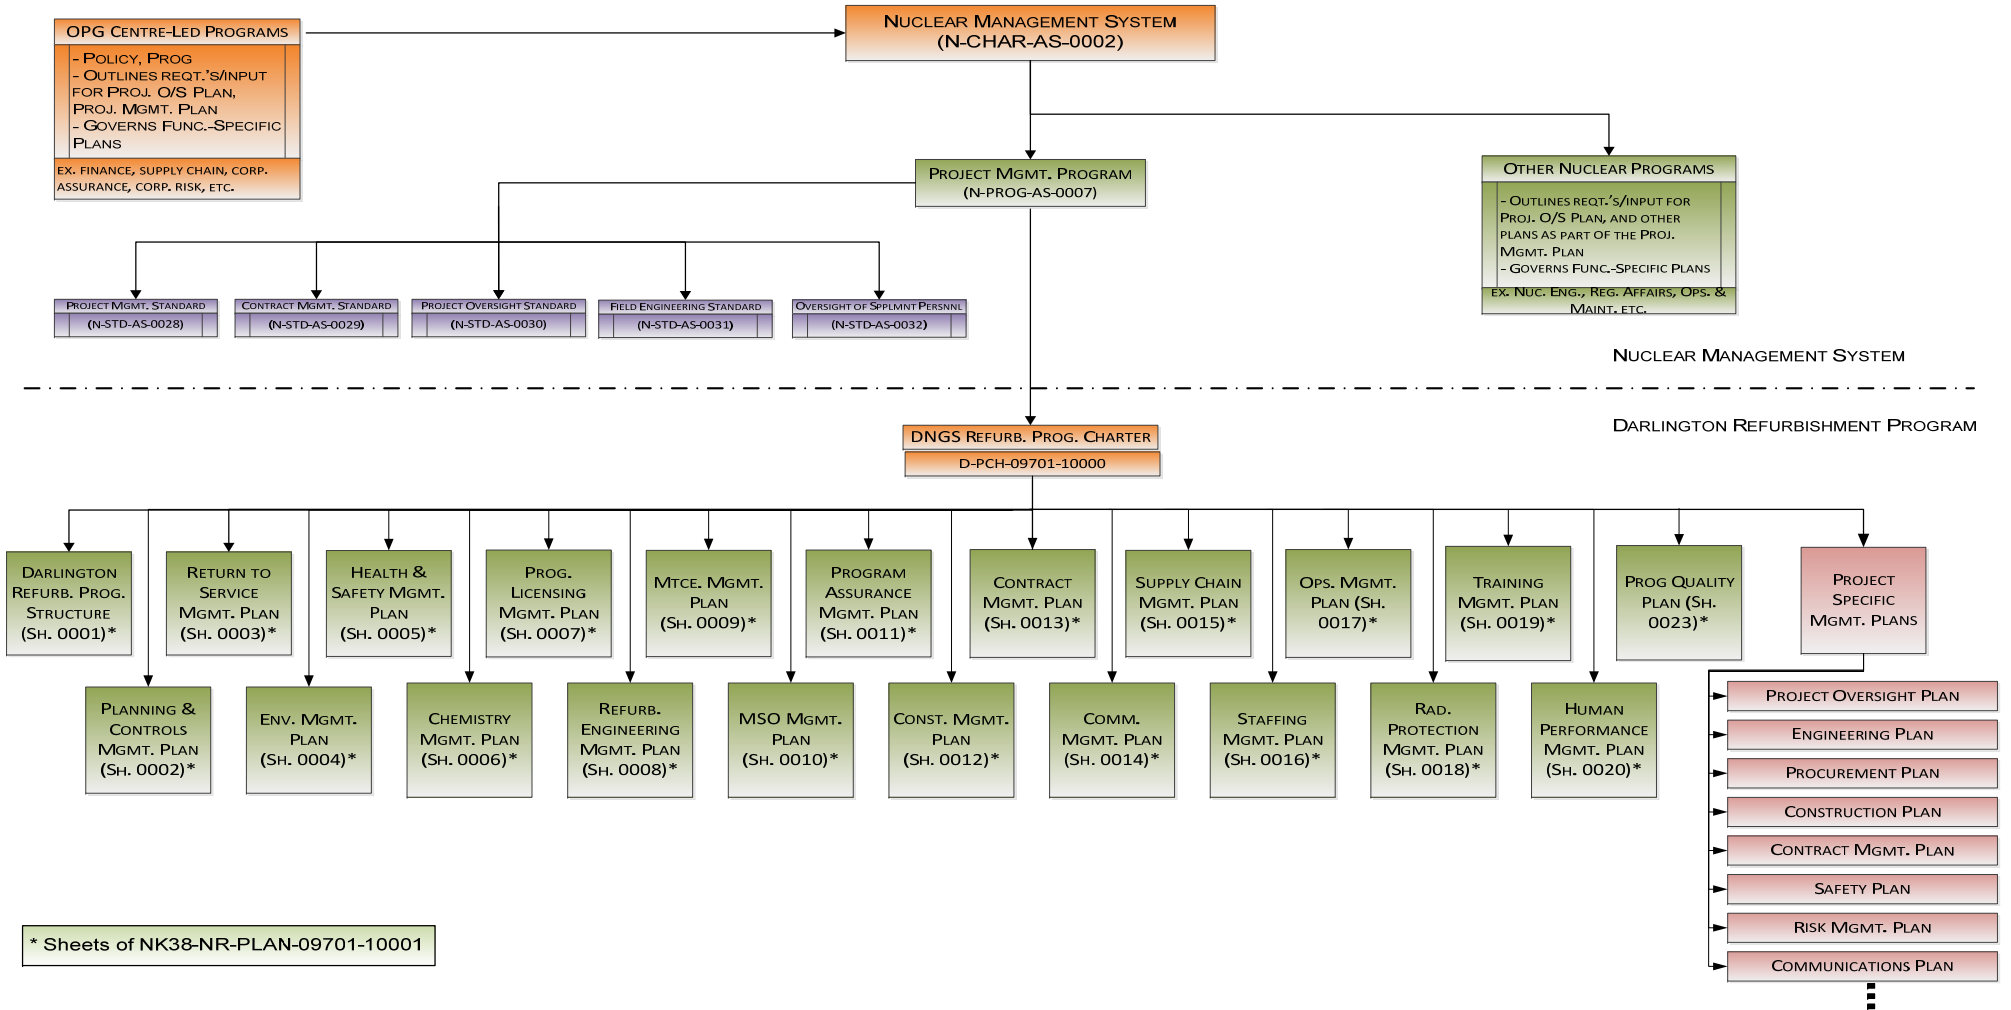 OPG CENTRE-LED PROGRAMS
- POLICY, PROG
- OUTLINES REQT.'S/INPUT
FOR PROJ. O/S PLAN,
PROJ. MGMT. PLAN
- GOVERNS FUNC.-SPECIFIC
PLANS
EX. FINANCE, SUPPLY CHAIN, CORP.
ASSURANCE, CORP. RISK, ETC.
NUCLEAR MANAGEMENT SYSTEM
(N-CHAR-AS-0002)
PROJECT MGMT. PROGRAM
(N-PROG-AS-0007)
OTHER NUCLEAR PROGRAMS
- OUTLINES REQT.'S/INPUT FOR
PROJ. O/S PLAN, AND OTHER
PLANS AS PART OF THE PROJ.
MGMT. PLAN
- GOVERNS FUNC.-SPECIFIC PLANS
EX. NUC. ENG., REG. AFFAIRS, OPS. &
MAINT. ETC.
PROJECT MGMT. STANDARD
(N-STD-AS-0028)
CONTRACT MGMT. STANDARD
(N-STD-AS-0029)
PROJECT OVERSIGHT STANDARD
(N-STD-AS-0030)
FIELD ENGINEERING STANDARD
(N-STD-AS-0031)
OVERSIGHT OF SPPLMNT PERSNNL
(N-STD-AS-0032)
NUCLEAR MANAGEMENT SYSTEM
DARLINGTON REFURBISHMENT PROGRAM
DNGS REFURB. PROG. CHARTER
D-PCH-09701-10000
DARLINGTON
REFURB. PROG.
STRUCTURE
(SH. 0001)*
RETURN TO
SERVICE
MGMT. PLAN
(SH. 0003)*
HEALTH &
SAFETY MGMT.
PLAN
(SH. 0005)*
PROG.
LICENSING
MGMT. PLAN
(SH. 0007)*
MTCE. MGMT.
PLAN
(SH. 0009)*
PROGRAM
ASSURANCE
MGMT. PLAN
(SH. 0011)*
CONTRACT
MGMT. PLAN
(SH. 0013)*
SUPPLY CHAIN
MGMT. PLAN
(SH. 0015)*
OPS. MGMT.
PLAN (SH.
0017)*
TRAINING
MGMT. PLAN
(SH. 0019)*
PROG QUALITY
PLAN (SH.
0023)*
PROJECT
SPECIFIC
MGMT. PLANS
PLANNING &
CONTROLS
MGMT. PLAN
(SH. 0002)*
ENV. MGMT.
PLAN
(SH. 0004)*
CHEMISTRY
MGMT. PLAN
(SH. 0006)*
REFURB.
ENGINEERING
MGMT. PLAN
(SH. 0008)*
MSO MGMT.
PLAN
(SH. 0010)*
CONST. MGMT.
PLAN
(SH. 0012)*
COMM.
MGMT. PLAN
(SH. 0014)*
STAFFING
MGMT. PLAN
(SH. 0016)*
RAD.
PROTECTION
MGMT. PLAN
(SH. 0018)*
HUMAN
PERFORMANCE
MGMT. PLAN
(SH. 0020)*
PROJECT OVERSIGHT PLAN
ENGINEERING PLAN
PROCUREMENT PLAN
CONSTRUCTION PLAN
CONTRACT MGMT. PLAN
SAFETY PLAN
RISK MGMT. PLAN
COMMUNICATIONS PLAN
* Sheets of NK38-NR-PLAN-09701-10001